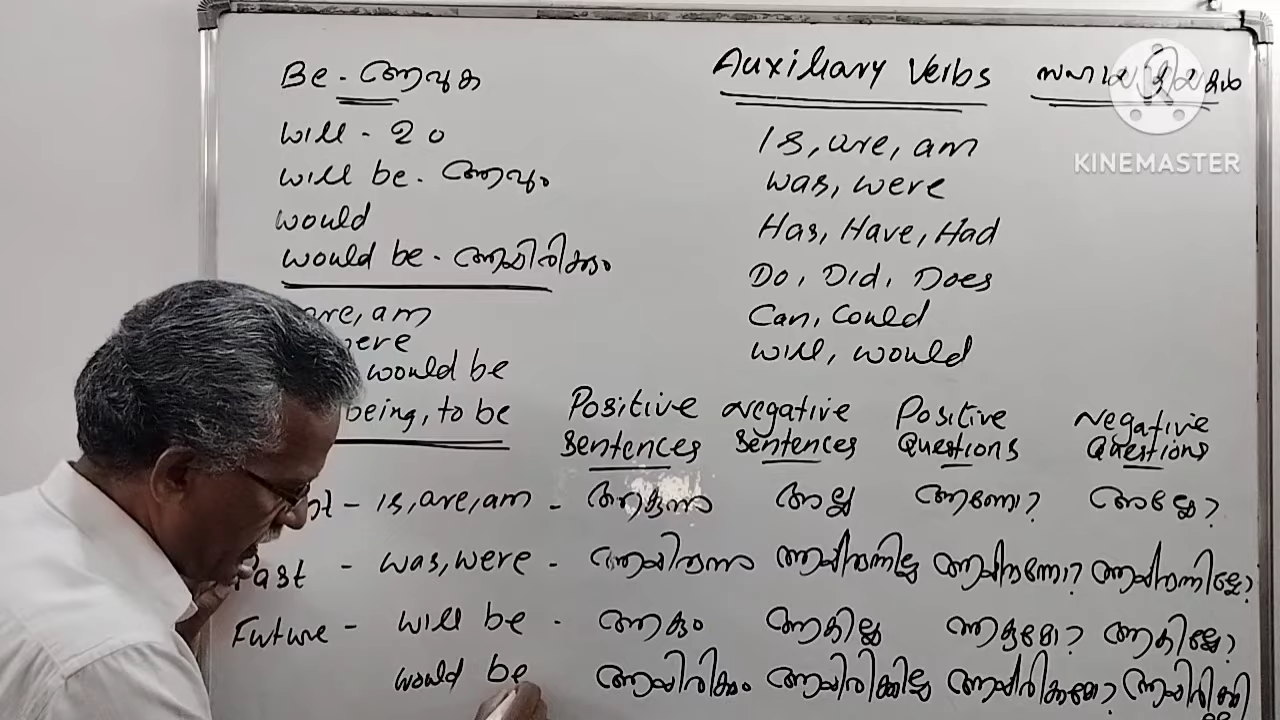 Be - ആവുക
will - ഉം
will be - ആവും
would
would be - ആയിരിക്കും
are, am
were
would be
being, to be
Auxiliary Verbs
KINEMASTER
Is, are, am
was, were
Has, Have, Had
Do, Did, Does
Can, Could
will, would
Positive Sentences Negative Sentences Positive Questions Negative Questions
- is, are, am - ആകുന്നു അല്ല ആണോ? അല്ലേ?
Past - was, were - ആയിരുന്നു ആയിരുന്നില്ല ആയിരുന്നോ? ആയിരുന്നില്ലേ?
Future - will be - ആകും ആകില്ല ആകുമോ? ആകില്ലേ?
would be ആയിരിക്കും ആയിരിക്കില്ല ആയിരിക്കുമോ?